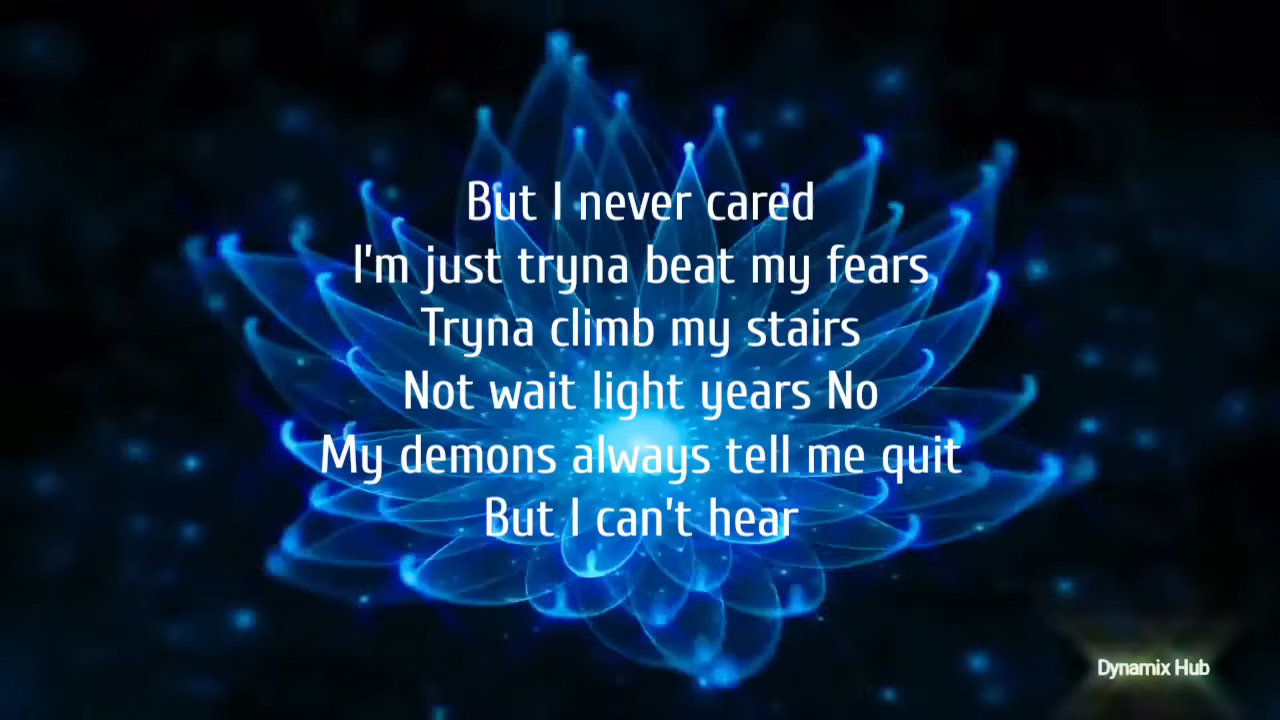 But I never cared
I'm just tryna beat my fears
Tryna climb my stairs
Not wait light years No
My demons always tell me quit
But I can't hear
Dynamix Hub